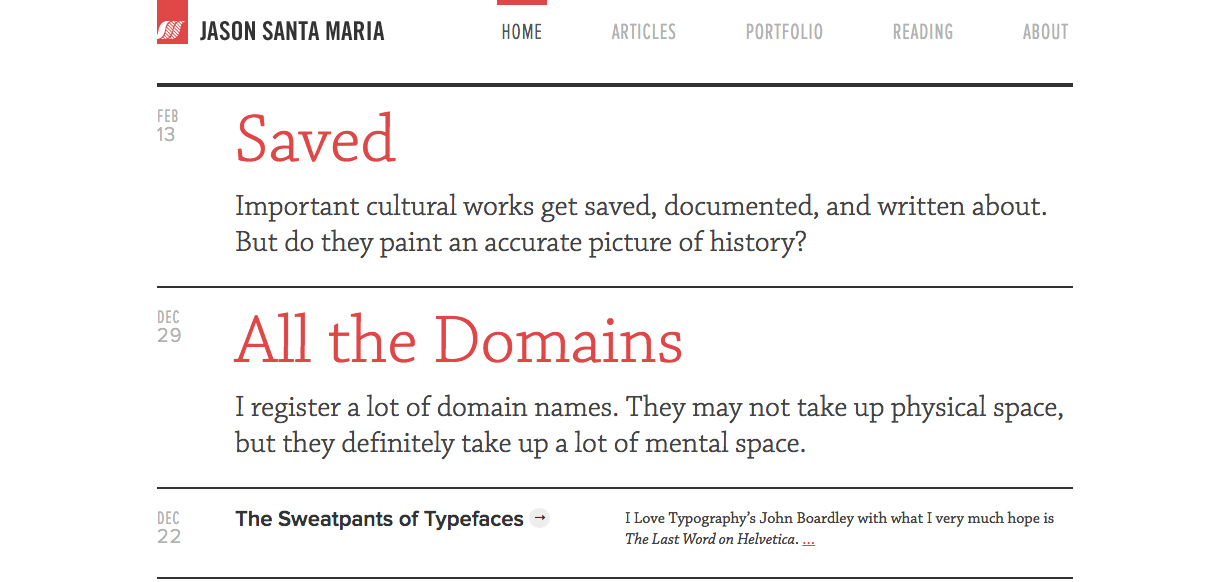 JASON SANTA MARIA
HOME
ARTICLES
PORTFOLIO
READING
ABOUT
FEB
13
Saved
Important cultural works get saved, documented, and written about.
But do they paint an accurate picture of history?
DEC
29
All the Domains
I register a lot of domain names. They may not take up physical space,
but they definitely take up a lot of mental space.
DEC
22
The Sweatpants of Typefaces →
I Love Typography’s John Boardley with what I very much hope is
The Last Word on Helvetica. ...